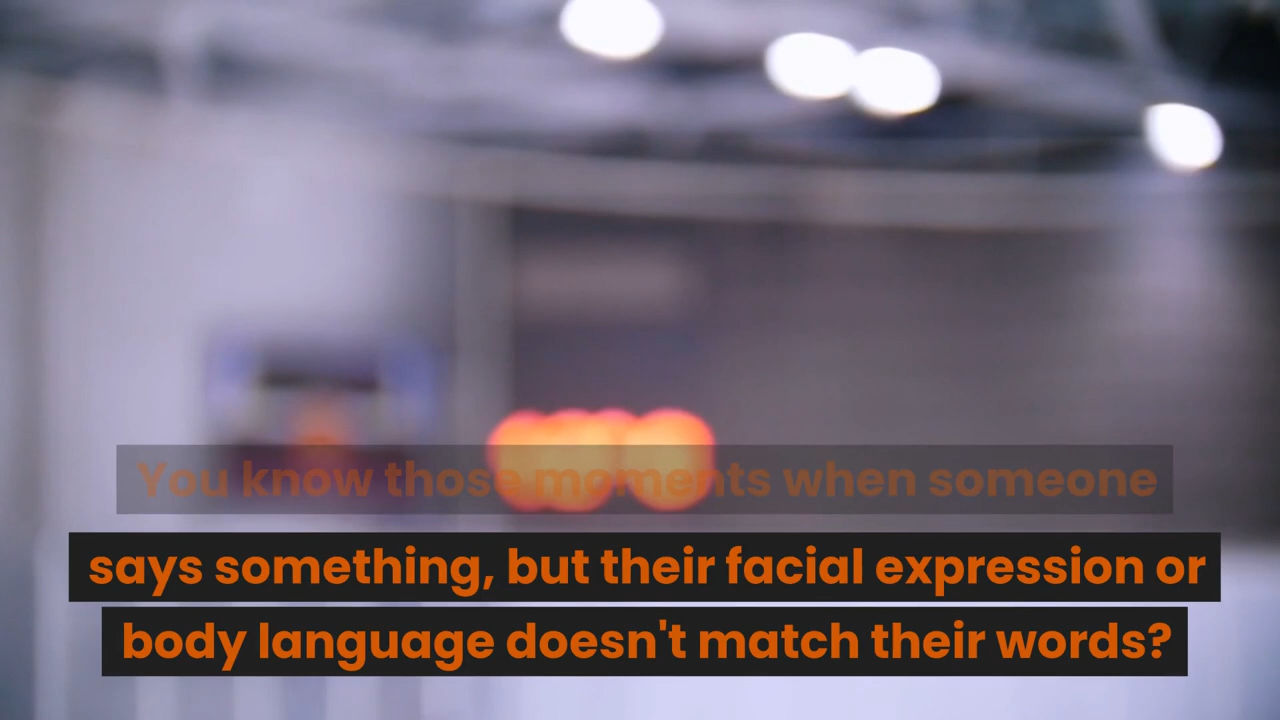 You know those moments when someone
says something, but their facial expression or
body language doesn't match their words?